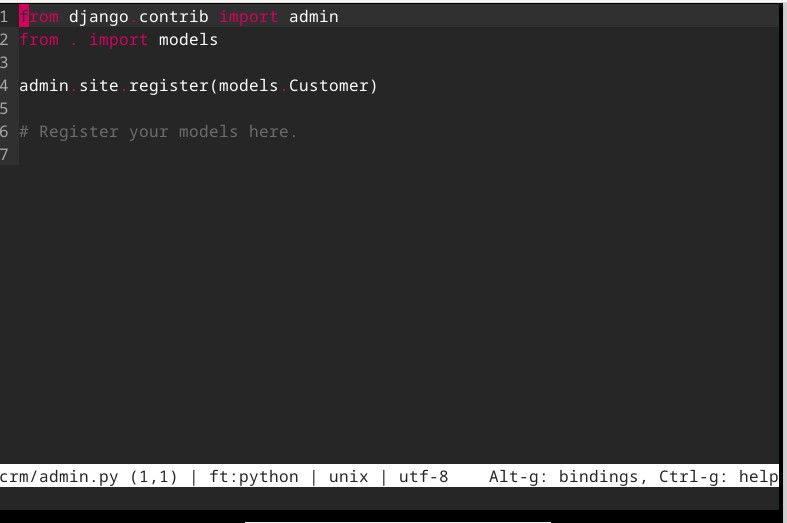 1 from django.contrib import admin
2 from . import models
3
4 admin.site.register(models.Customer)
5
6 # Register your models here.
7
crm/admin.py (1,1) | ft:python | unix | utf-8    Alt-g: bindings, Ctrl-g: help